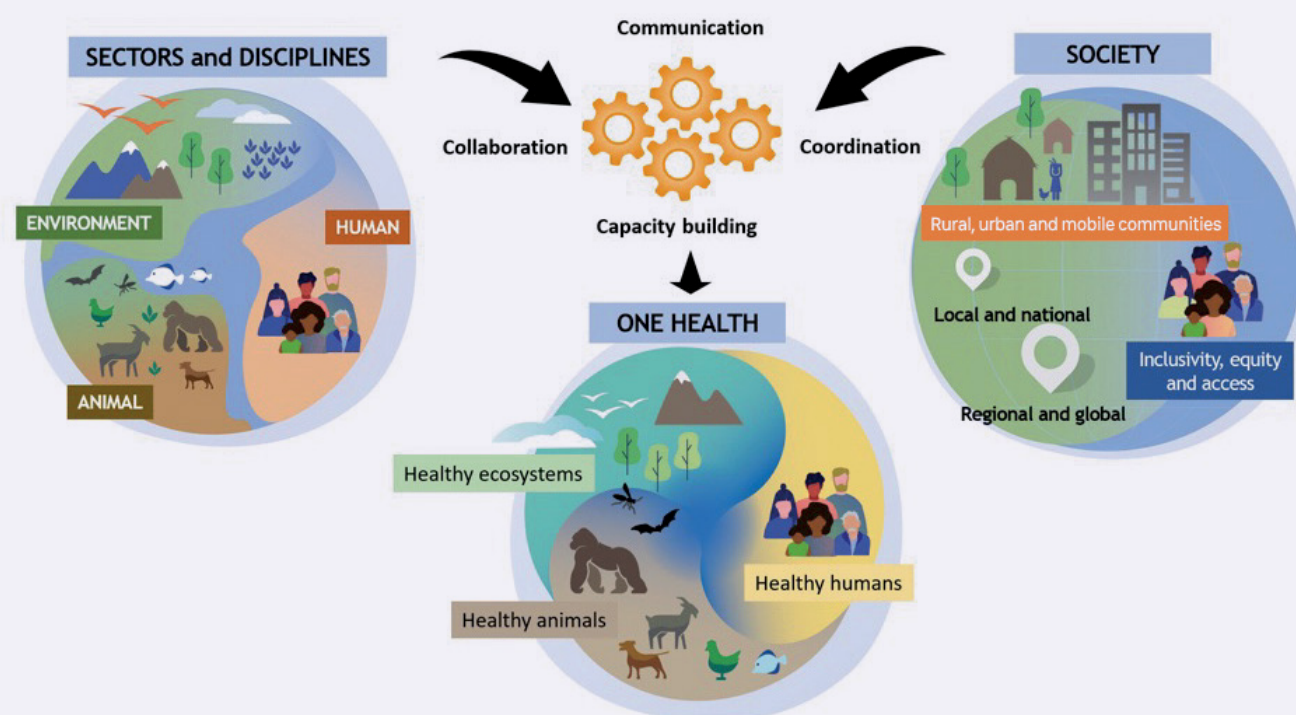 Communication
SECTORS and DISCIPLINES
SOCIETY
Collaboration
Coordination
ENVIRONMENT
HUMAN
Capacity building
Rural, urban and mobile communities
Local and national
ONE HEALTH
Inclusivity, equity
and access
ANIMAL
Regional and global
Healthy ecosystems
Healthy humans
Healthy animals